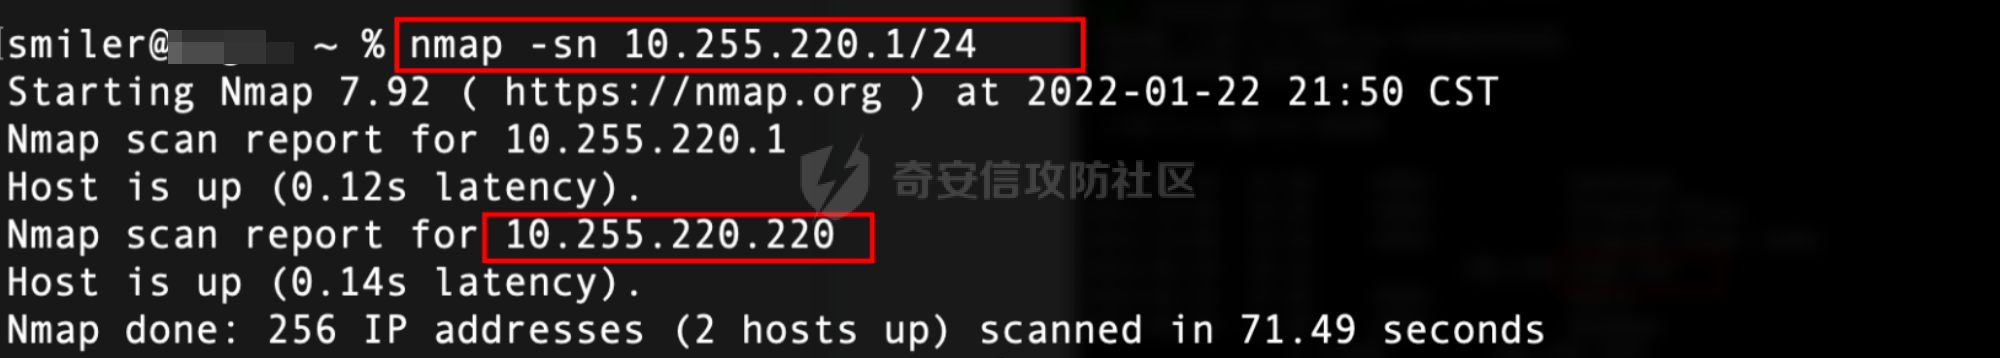 smiler@ ~ % nmap -sn 10.255.220.1/24
Starting Nmap 7.92 ( https://nmap.org ) at 2022-01-22 21:50 CST
Nmap scan report for 10.255.220.1
Host is up (0.12s latency).
奇安信攻防社区
Nmap scan report for 10.255.220.220
Host is up (0.14s latency).
Nmap done: 256 IP addresses (2 hosts up) scanned in 71.49 seconds